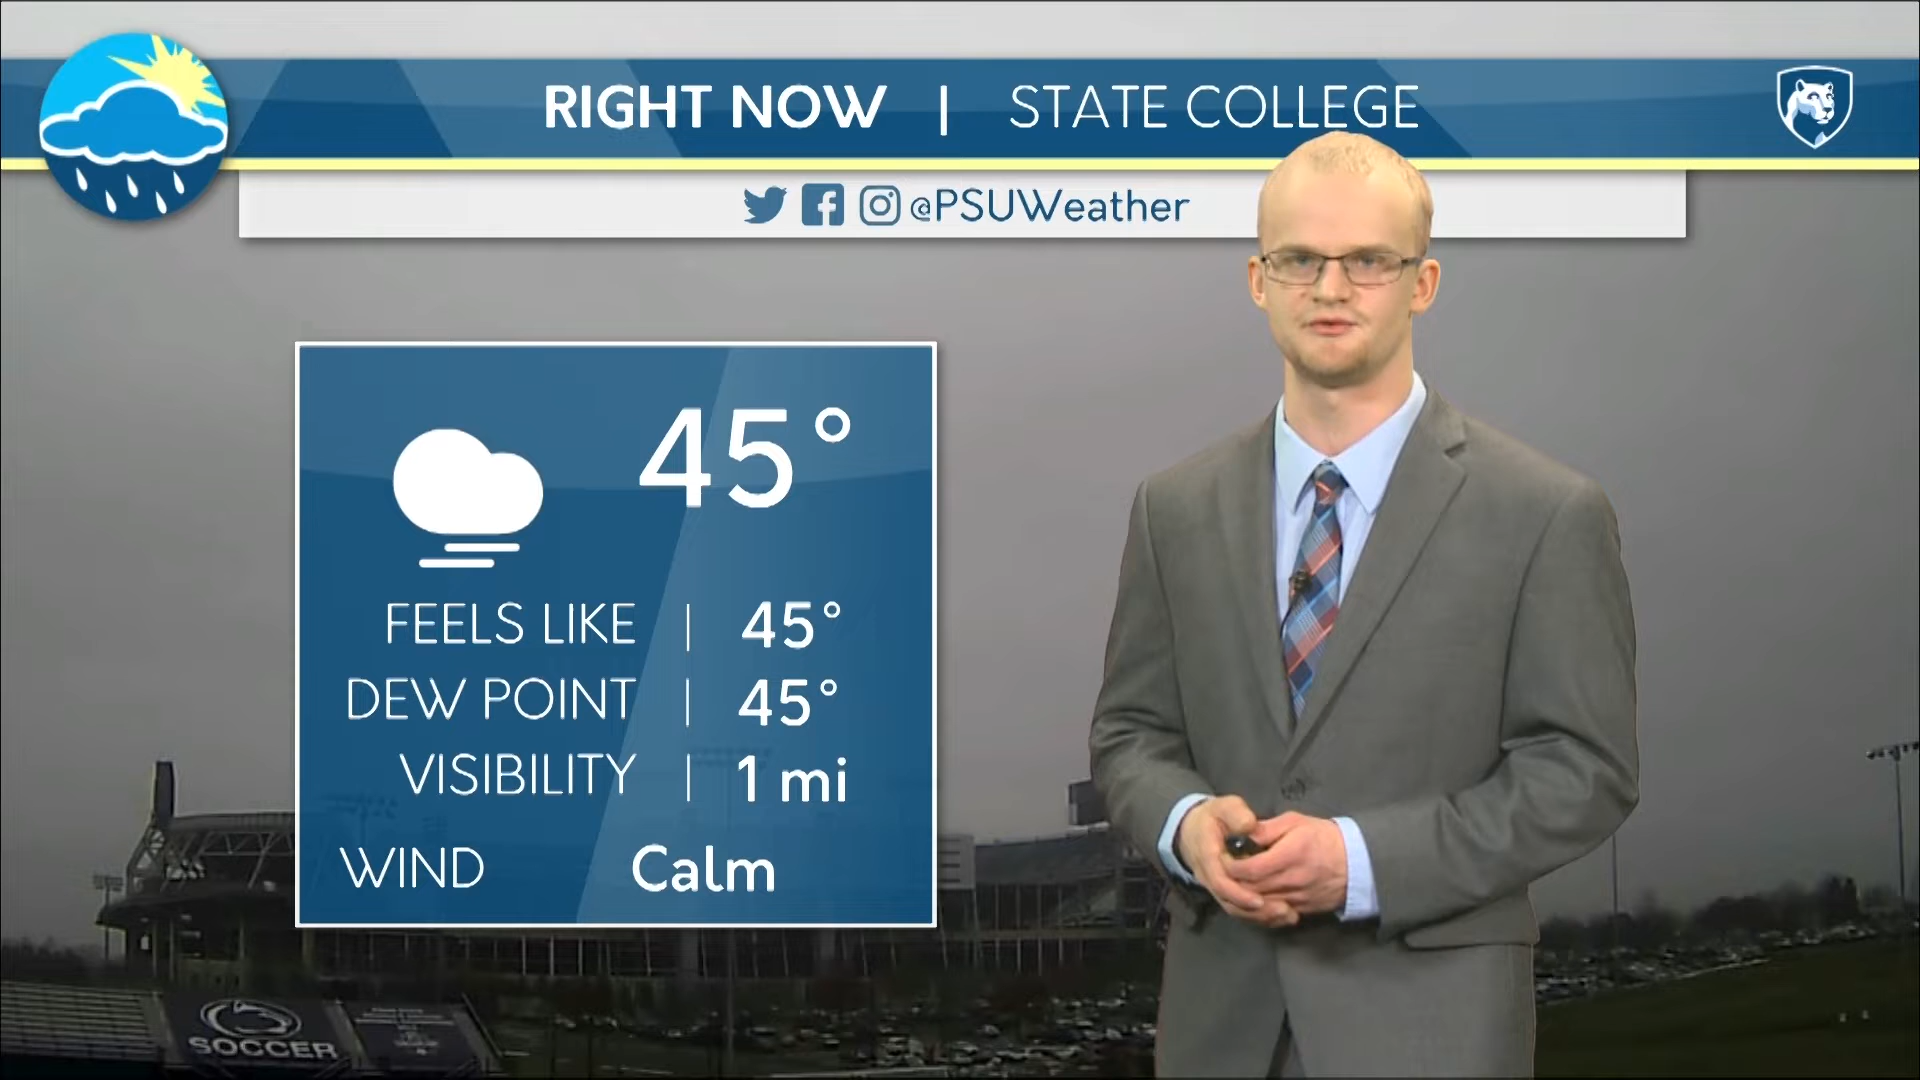 RIGHT NOW | STATE COLLEGE
@PSUWeather
45°
FEELS LIKE | 45°
DEW POINT | 45°
VISIBILITY | 1 mi
WIND Calm
SOCCER